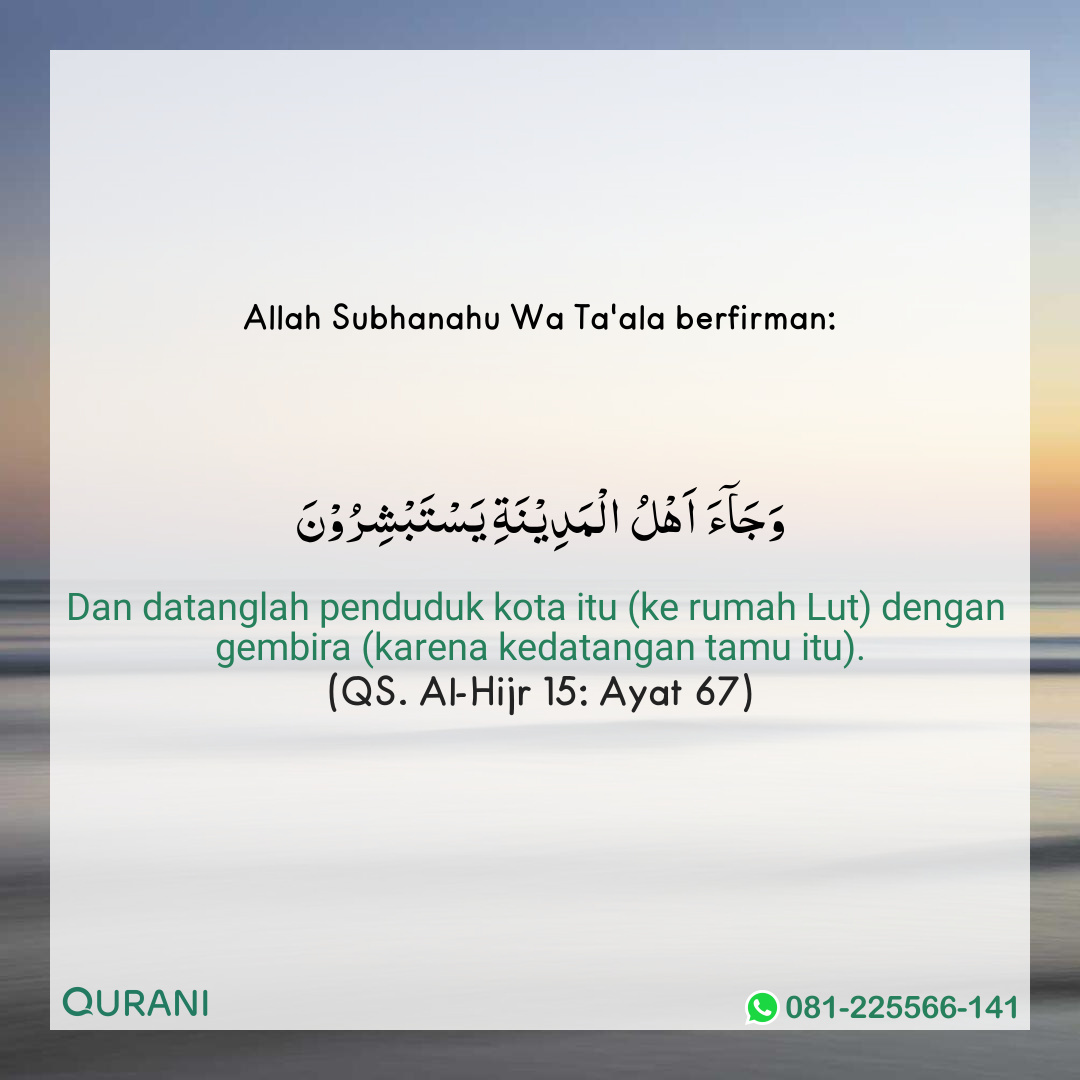 Allah Subhanahu Wa Ta'ala berfirman:
وَجَآءَ اَهْلُ الْمَدِيْنَةِ يَسْتَبْشِرُوْنَ
Dan datanglah penduduk kota itu (ke rumah Lut) dengan
gembira (karena kedatangan tamu itu).
(QS. Al-Hijr 15: Ayat 67)
QURANI
081-225566-141